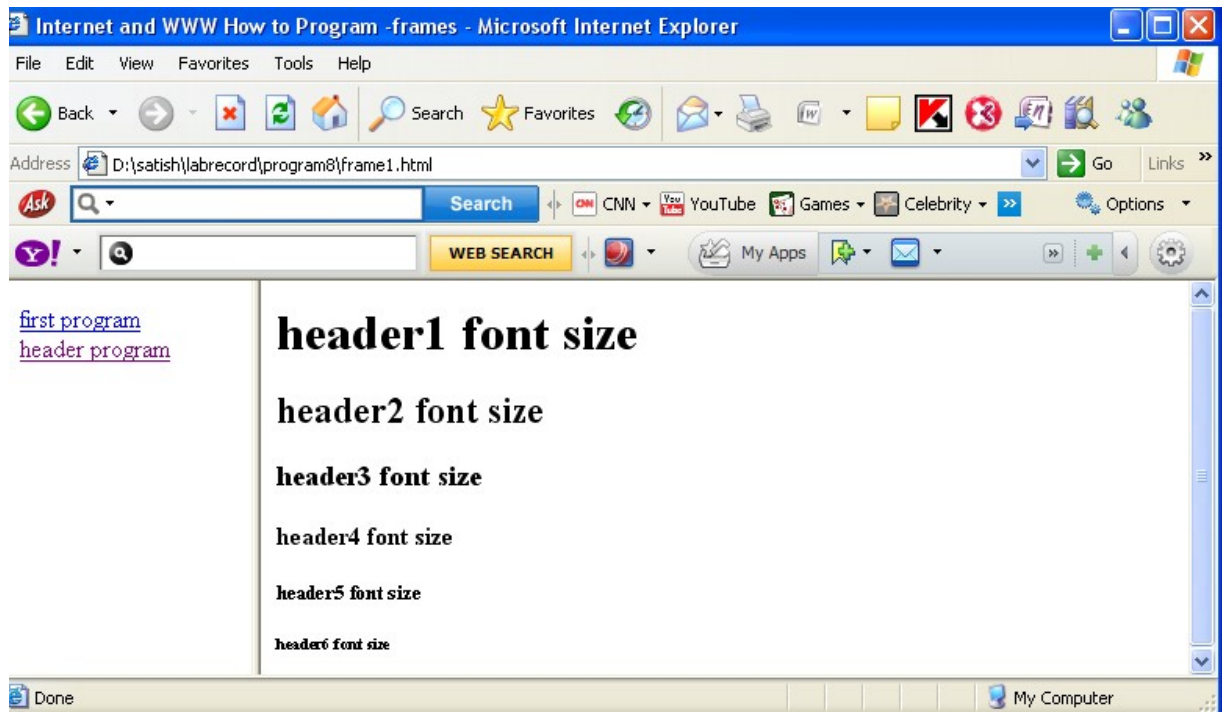 Internet and WWW How to Program -frames - Microsoft Internet Explorer
File Edit View Favorites Tools Help
Back Search Favorites
Address D:\satish\labrecord\program8\frame1.html Go Links »
Ask Search CNN You Tube YouTube Games Celebrity » Options
Y! WEB SEARCH My Apps »
first program
header program
header1 font size
header2 font size
header3 font size
header4 font size
header5 font size
header6 font size
Done My Computer